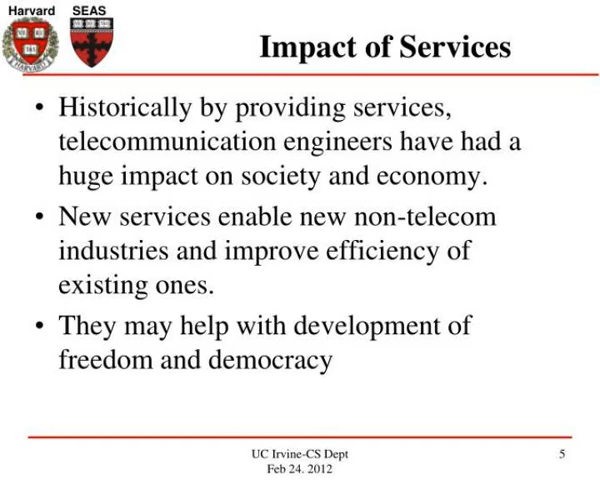 Harvard SEAS
Impact of Services
• Historically by providing services,
telecommunication engineers have had a
huge impact on society and economy.
• New services enable new non-telecom
industries and improve efficiency of
existing ones.
• They may help with development of
freedom and democracy
UC Irvine-CS Dept 5
Feb 24. 2012